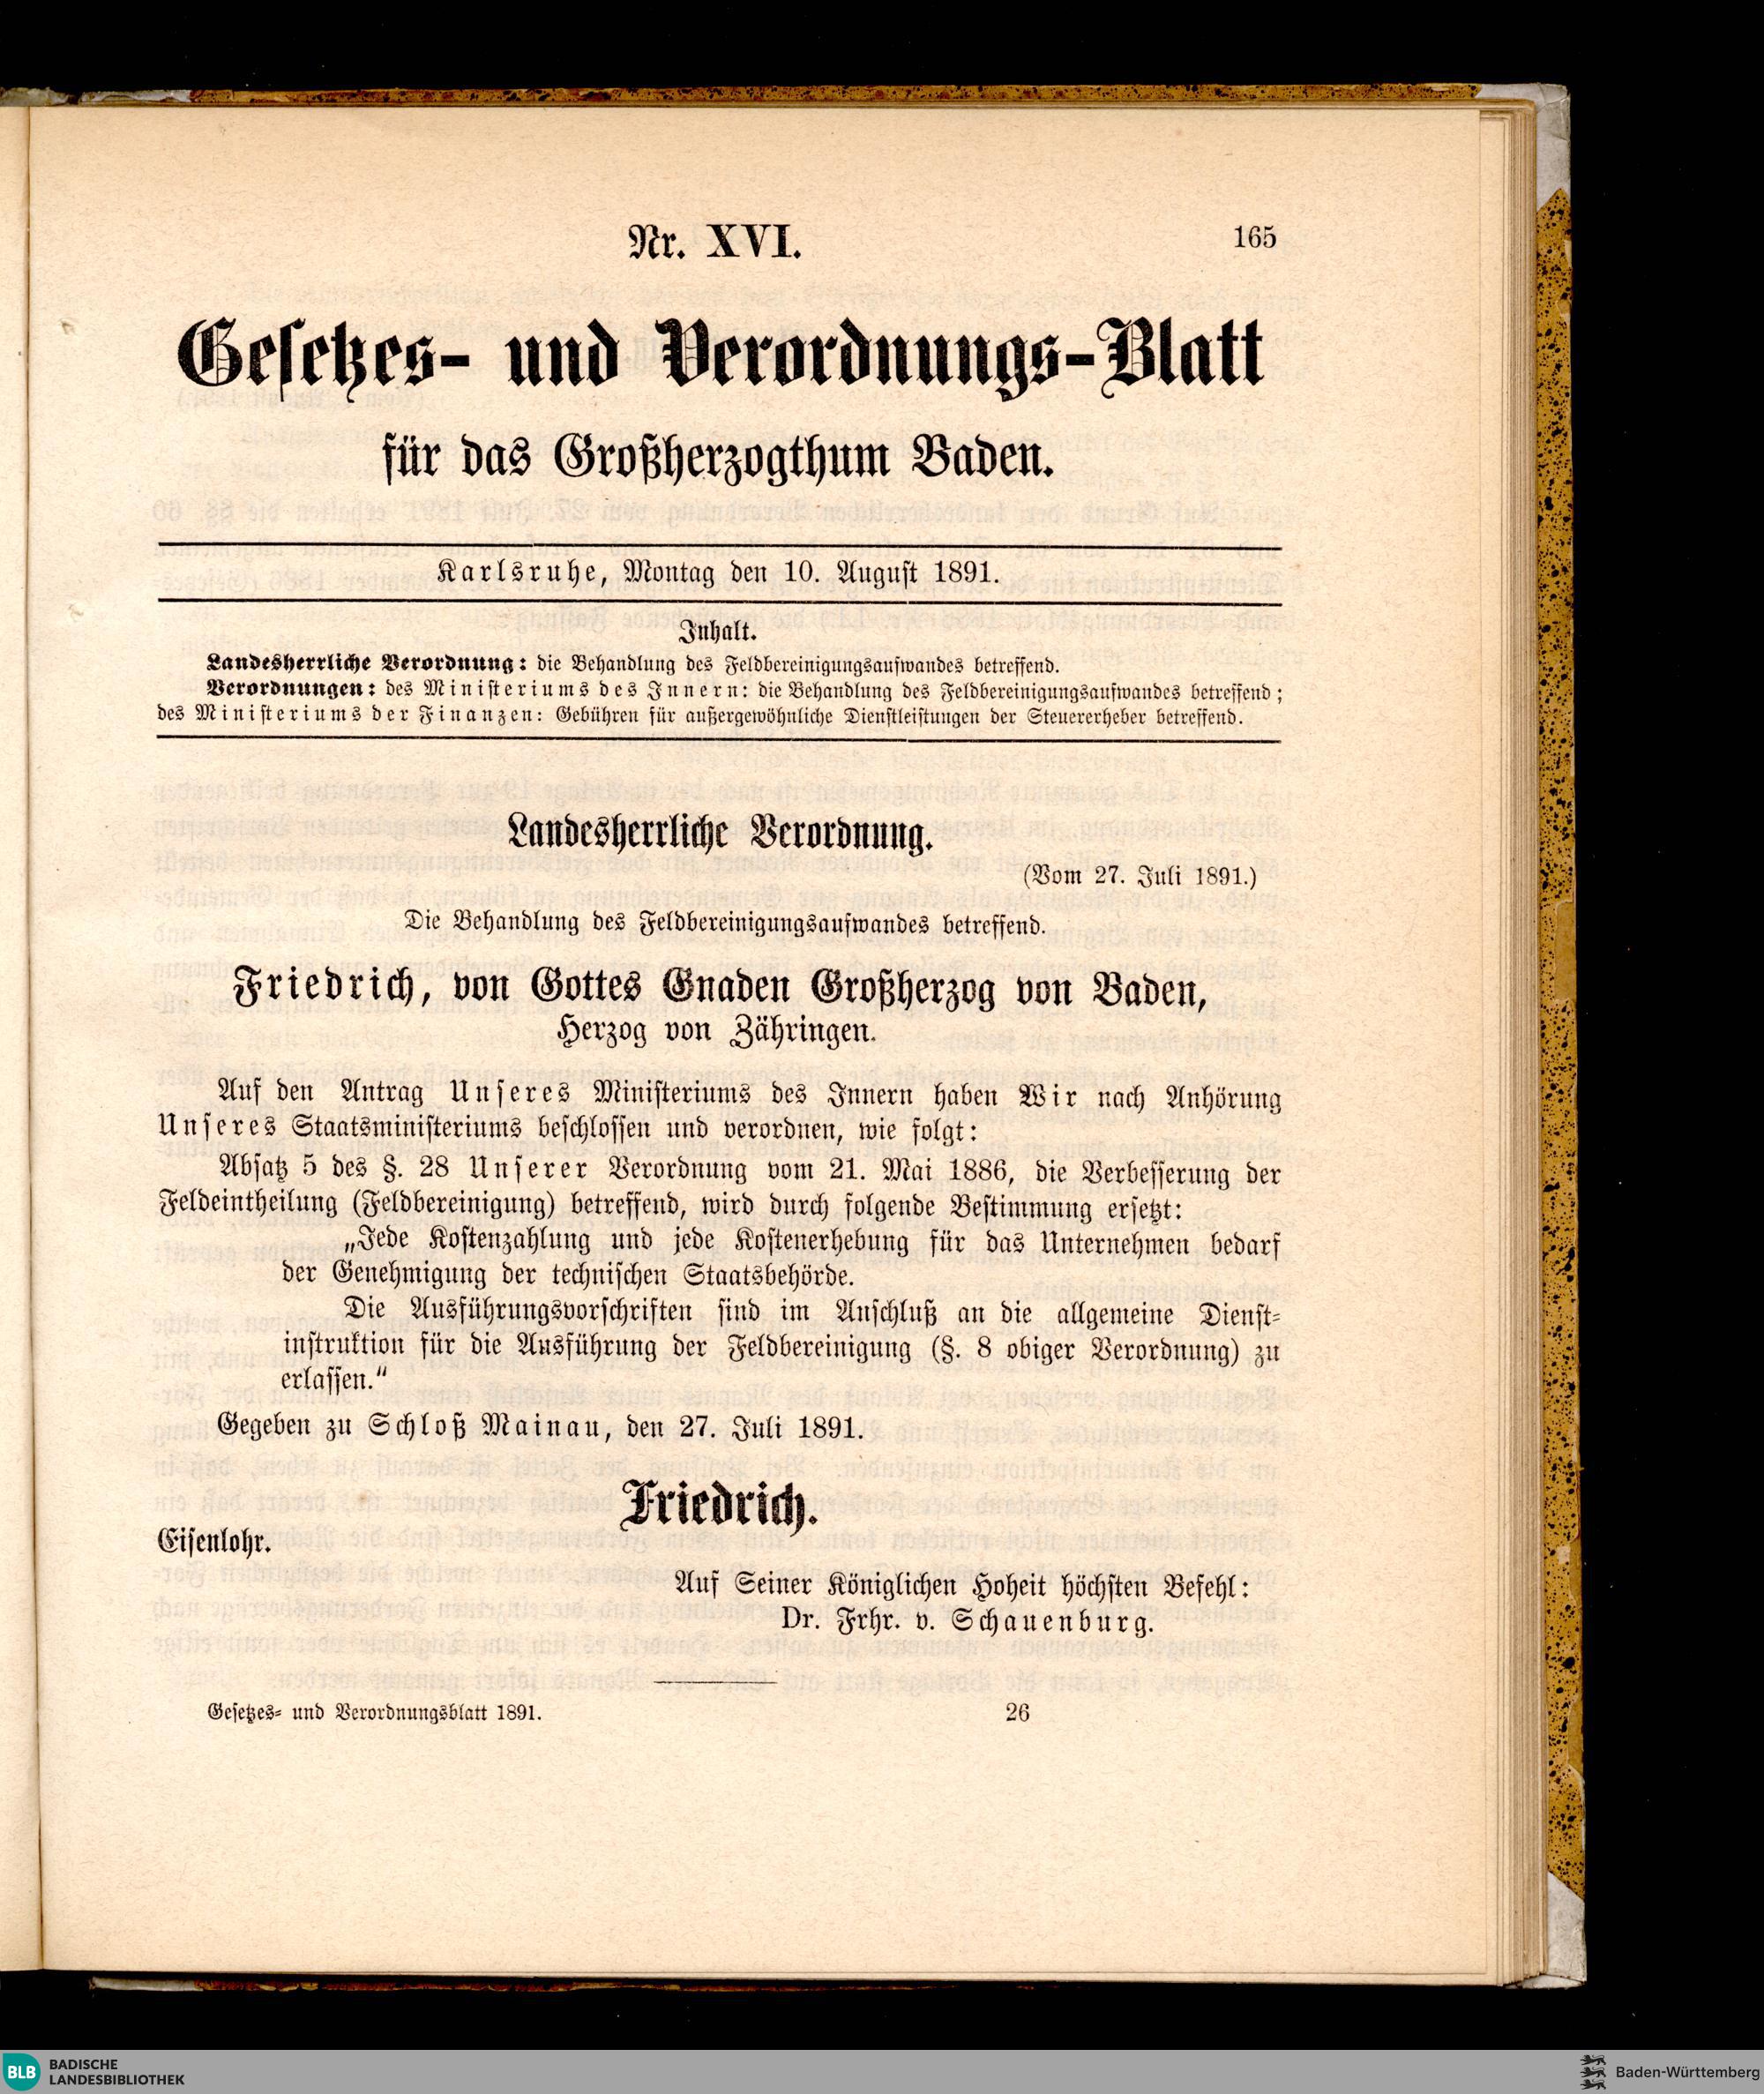 Nr. XVI.
165
Gesetzes- und Verordnungs-Blatt
für das Großherzogthum Baden.
Karlsruhe, Montag den 10. August 1891.
Inhalt.
Landesherrliche Verordnung: die Behandlung des Feldbereinigungsaufwandes betreffend.
Verordnungen: des Ministeriums des Innern: die Behandlung des Feldbereinigungsaufwandes betreffend;
des Ministeriums der Finanzen: Gebühren für außergewöhnliche Dienstleistungen der Steuererheber betreffend.
Landesherrliche Verordnung.
(Vom 27. Juli 1891.)
Die Behandlung des Feldbereinigungsaufwandes betreffend.
Friedrich, von Gottes Gnaden Großherzog von Baden,
Herzog von Zähringen.
Auf den Antrag Unseres Ministeriums des Innern haben Wir nach Anhörung
Unseres Staatsministeriums beschlossen und verordnen, wie folgt:
Absatz 5 des §. 28 Unserer Verordnung vom 21. Mai 1886, die Verbesserung der
Feldeintheilung (Feldbereinigung) betreffend, wird durch folgende Bestimmung ersetzt:
„Jede Kostenzahlung und jede Kostenerhebung für das Unternehmen bedarf
der Genehmigung der technischen Staatsbehörde.
Die Ausführungsvorschriften sind im Anschluß an die allgemeine Dienst-
instruktion für die Ausführung der Feldbereinigung (§. 8 obiger Verordnung) zu
erlassen.“
Gegeben zu Schloß Mainau, den 27. Juli 1891.
Friedrich.
Eisenlohr.
Auf Seiner Königlichen Hoheit höchsten Befehl:
Dr. Frhr. v. Schauenburg.
Gesetzes- und Verordnungsblatt 1891.
26
BLB BADISCHE
LANDESBIBLIOTHEK
Baden-Württemberg